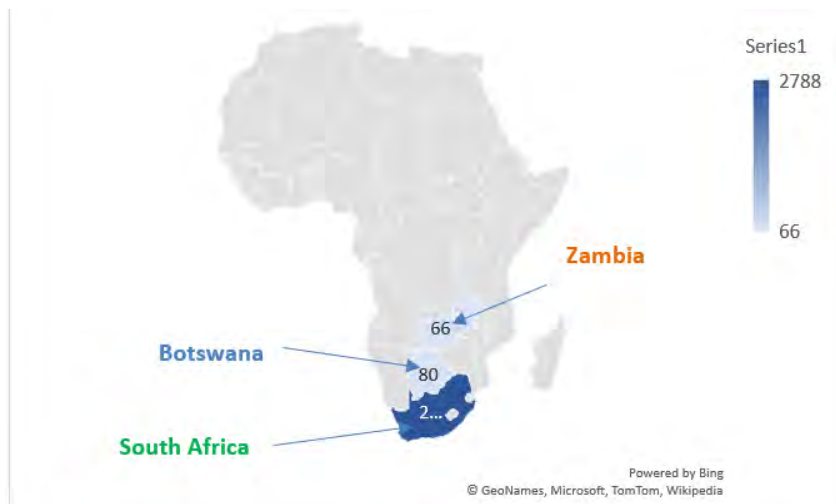 Series1
2788
66
Zambia
66
Botswana
80
2...
South Africa
Powered by Bing
© GeoNames, Microsoft, TomTom, Wikipedia